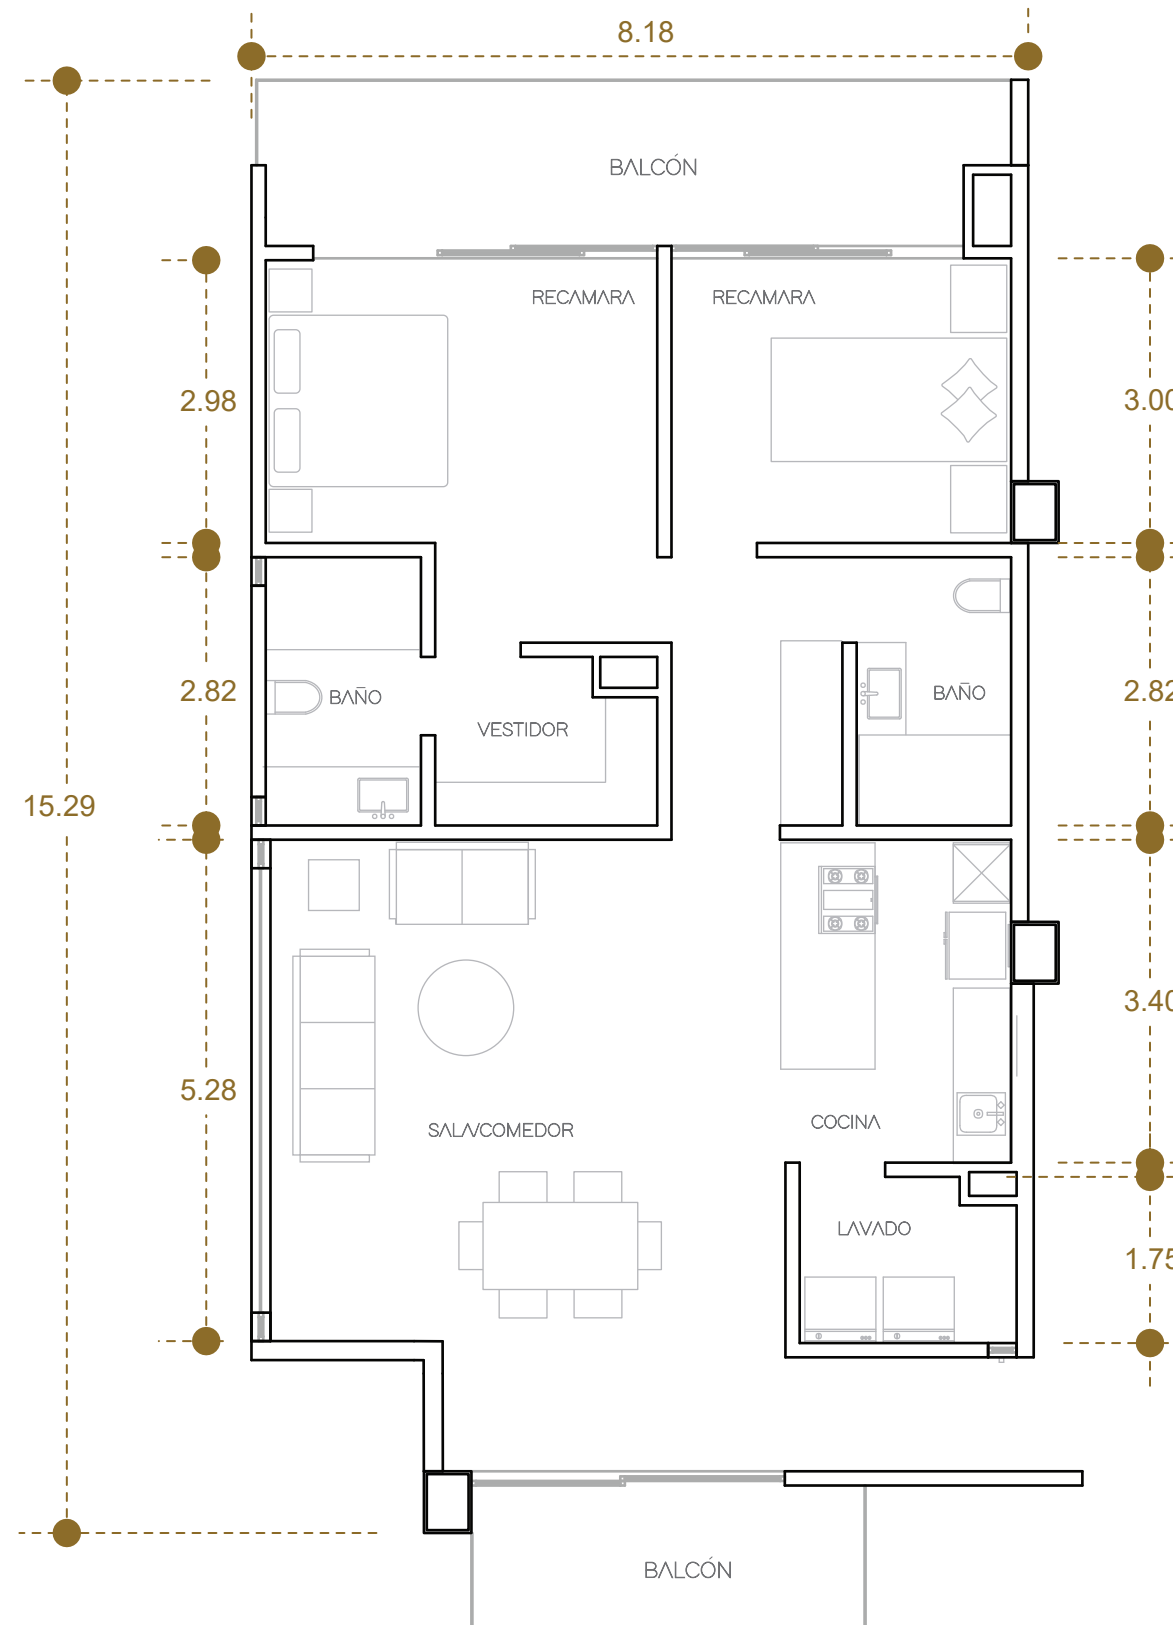 8.18
BALCÓN
RECAMARA RECAMARA
2.98 3.00
2.82 BAÑO BAÑO 2.82
VESTIDOR
15.29
3.40
5.28
COCINA
SALA/COMEDOR
LAVADO
1.75
BALCÓN